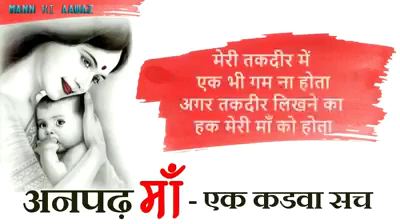 MANN KI AAWAZ
मेरी तकदीर में
एक भी गम ना होता
अगर तकदीर लिखने का
हक मेरी माँ को होता
अनपढ़ माँ - एक कडवा सच